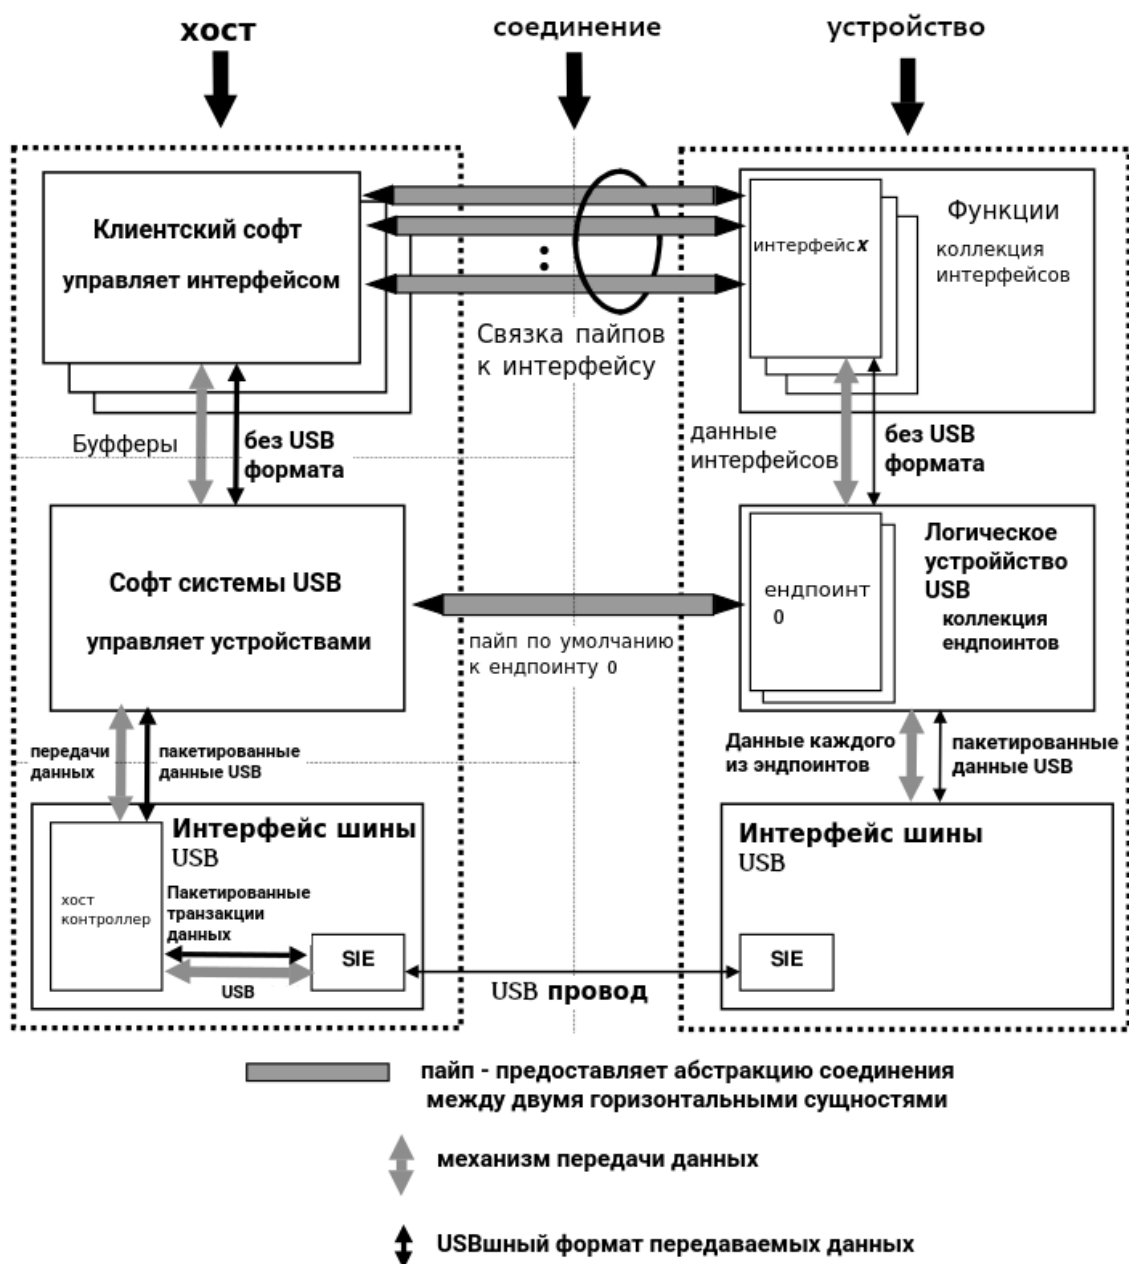 хост
соединение
устройство
Клиентский софт
управляет интерфейсом
интерфейсx
Функции
коллекция
интерфейсов
Связка пайпов
к интерфейсу
Буфферы
без USB
формата
данные
интерфейсов
без USB
формата
Софт системы USB
управляет устройствами
ендпоинт
0
Логическое
устроййство
USB
коллекция
ендпоинтов
пайп по умолчанию
к ендпоинту 0
передачи
данных
пакетированные
данные USB
Данные каждого
из эндпоинтов
пакетированные
данные USB
Интерфейс шины
USB
хост
контроллер
Пакетированные
транзакции
данных
USB
SIE
USB провод
Интерфейс шины
USB
SIE
пайп - предоставляет абстракцию соединения
между двумя горизонтальными сущностями
механизм передачи данных
USBшный формат передаваемых данных